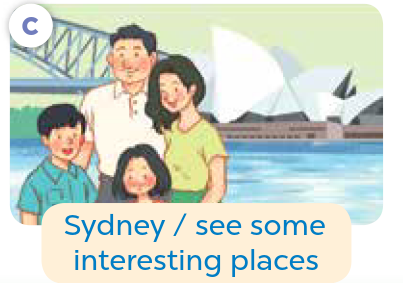 C
Sydney / see some
interesting places